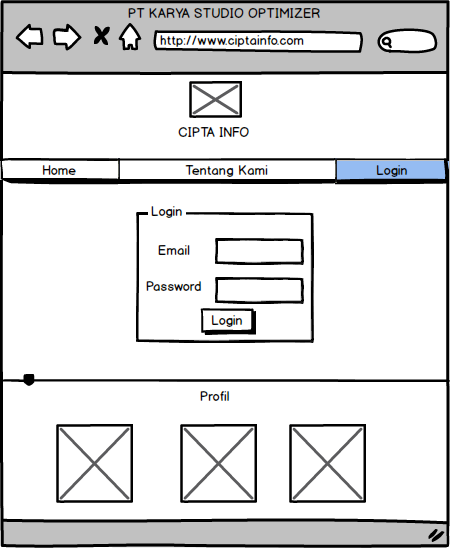 PT KARYA STUDIO OPTIMIZER
http://www.ciptainfo.com
CIPTA INFO
Home Tentang Kami Login
Login
Email
Password
Login
Profil